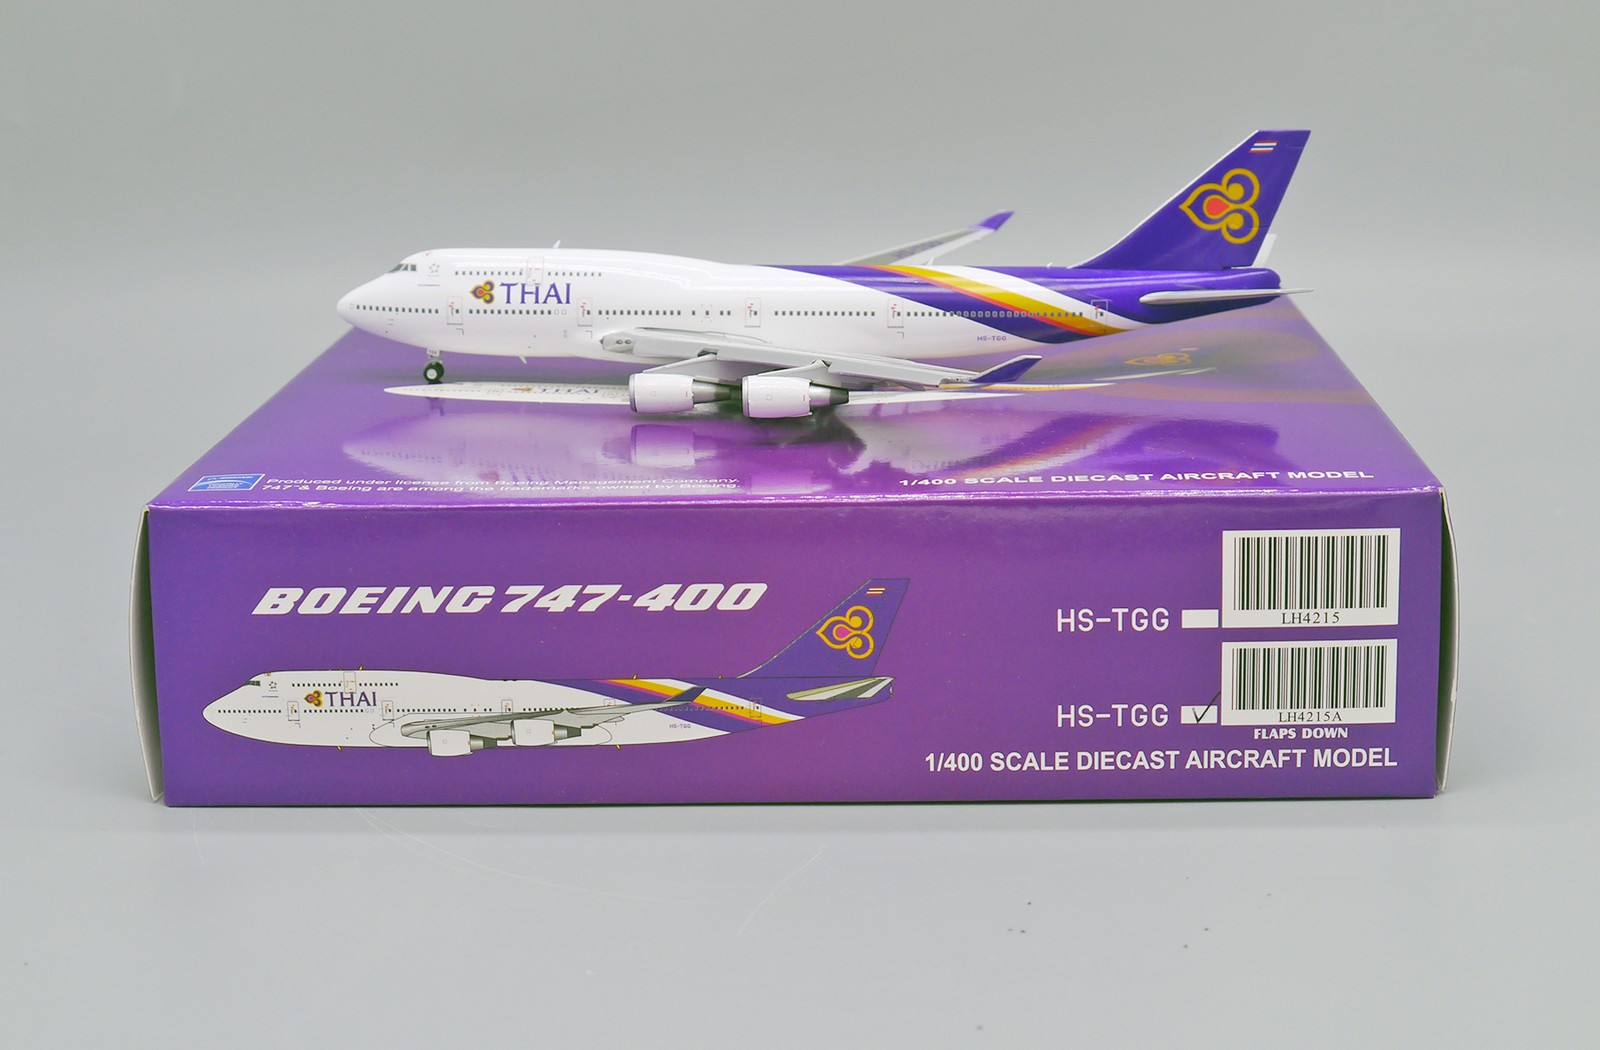 THAI
HS-TGG
Produced under license from Boeing Management Company.
747 & Boeing are among the trademarks owned by Boeing.
1/400 SCALE DIECAST AIRCRAFT MODEL
BOEING 747-400
THAI
HS-TGG
HS-TGG
LH4215
HS-TGG
LH4215A
FLAPS DOWN
1/400 SCALE DIECAST AIRCRAFT MODEL